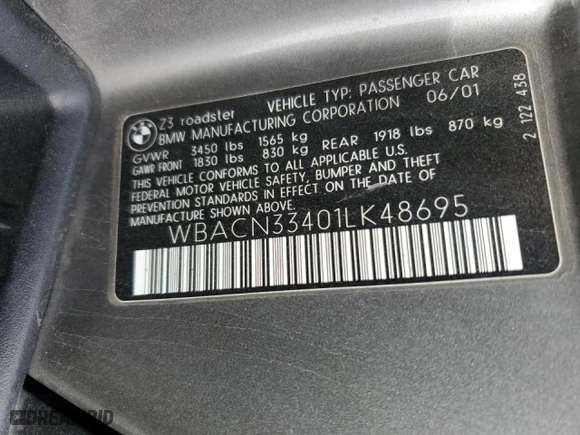 BMW
Z3 roadster VEHICLE TYP: PASSENGER CAR
BMW MANUFACTURING CORPORATION 06/01
GVWR 3450 lbs 1565 kg
GAWR FRONT 1830 lbs 830 kg REAR 1918 lbs 870 kg
THIS VEHICLE CONFORMS TO ALL APPLICABLE
FEDERAL MOTOR VEHICLE SAFETY, BUMPER AND THEFT
PREVENTION STANDARDS IN EFFECT ON THE DATE OF
MANUFACTURE SHOWN ABOVE.
WBACN33401LK48695
2 122 438
DREAMBID